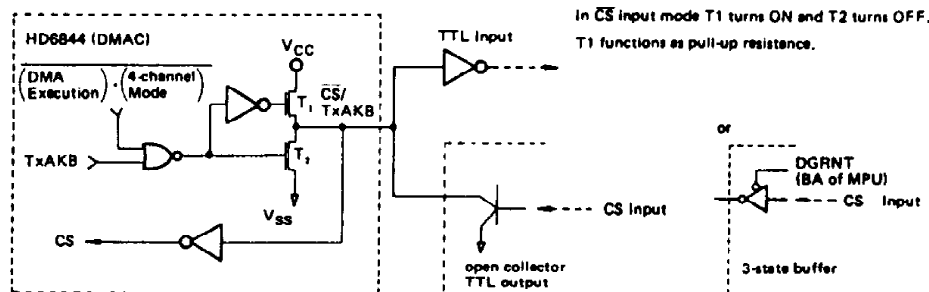 In C̅S̅ input mode T1 turns ON and T2 turns OFF.
T1 functions as pull-up resistance.
HD6844 (DMAC)
(DMA Execution) · (4-channel Mode)
VCC
TTL Input
T1
C̅S̅/
TxAKB
TxAKB
T2
VSS
CS
CS Input
open collector
TTL output
or
DGRNT
(BA of MPU)
CS Input
3-state buffer